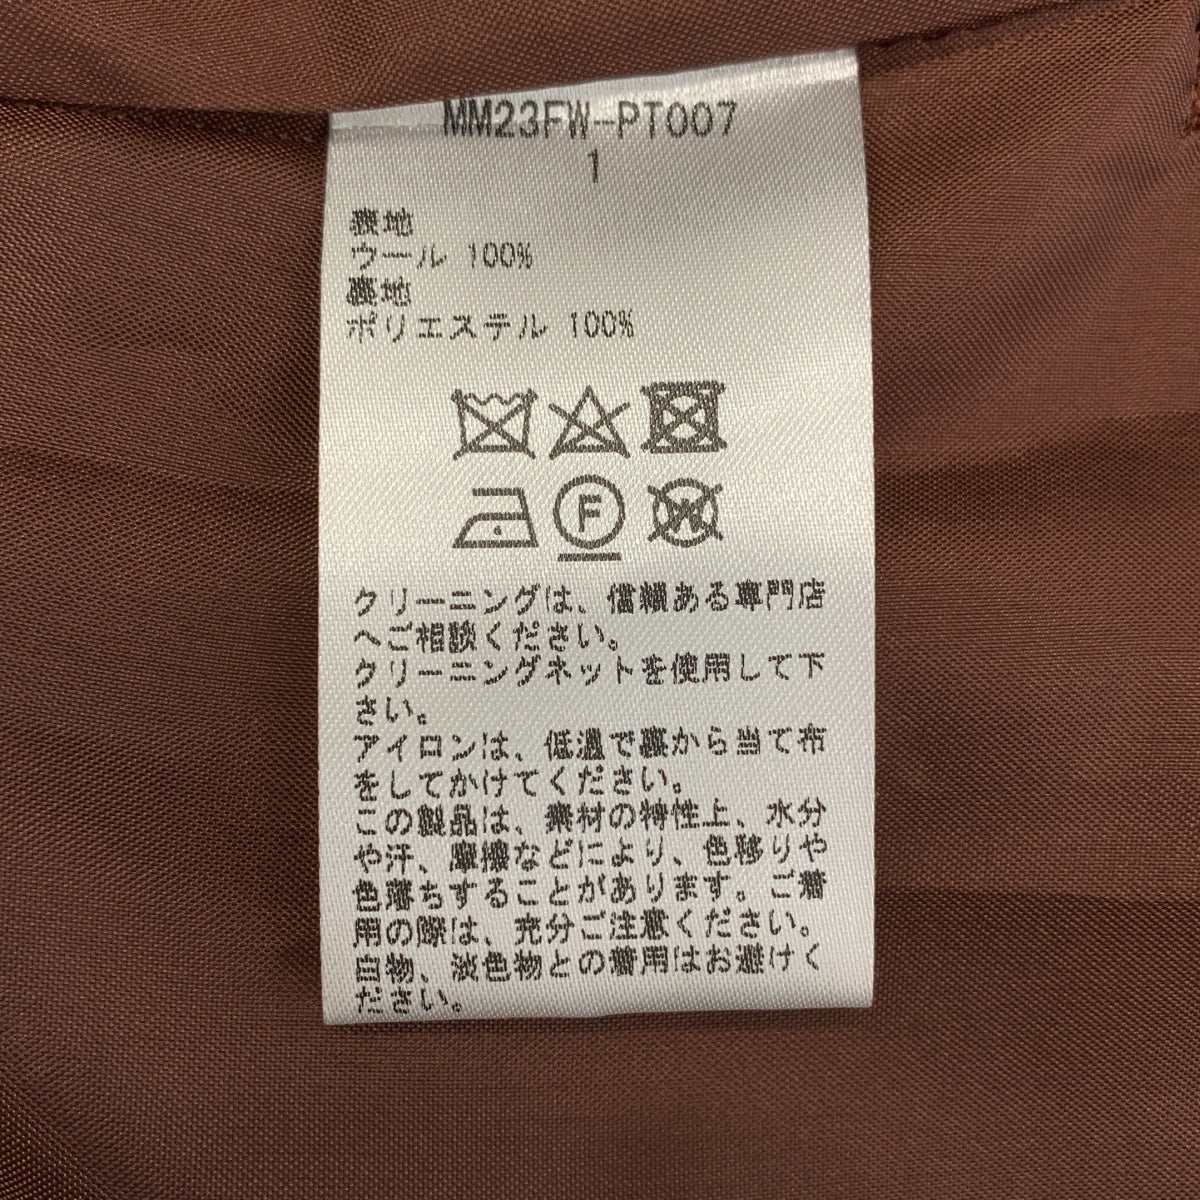 MM23FW-PT007
1
表地
ウール 100%
裏地
ポリエステル 100%
F
W
クリーニングは、信頼ある専門店
へご相談ください。
クリーニングネットを使用して下
さい。
アイロンは、低温で裏から当て布
をしてかけてください。
この製品は、素材の特性上、水分
や汗、摩擦などにより、色移りや
色落ちすることがあります。ご着
用の際は、充分ご注意ください。
白物、淡色物との着用はお避けく
ださい。